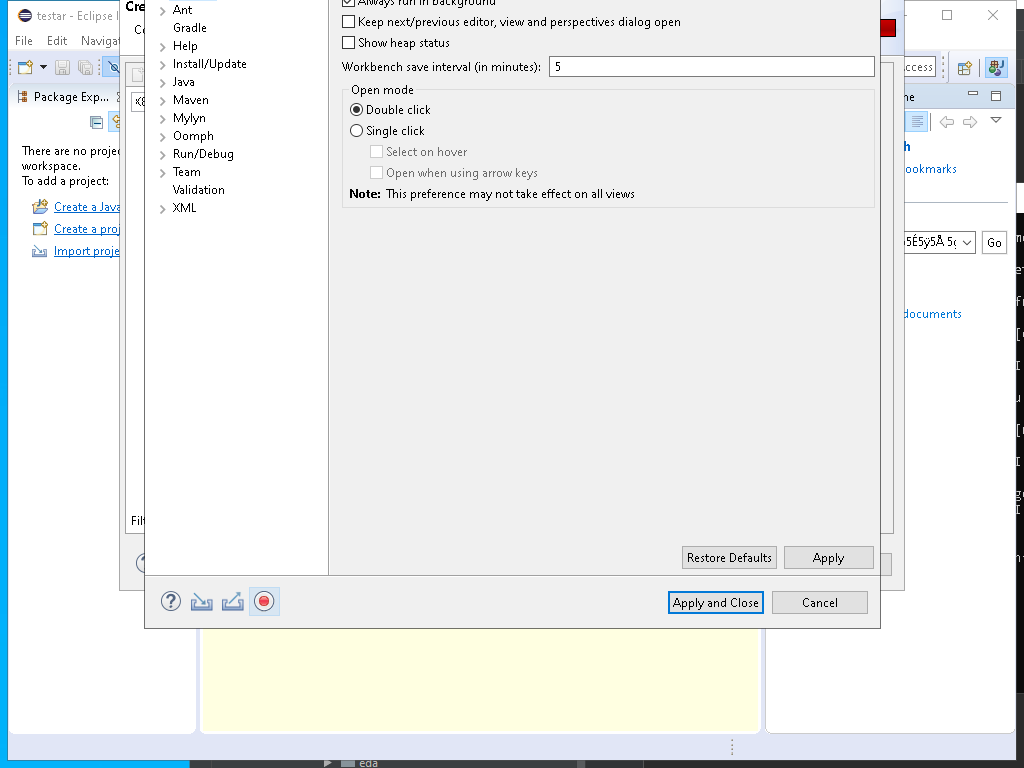 testar - Eclipse I
File Edit Navigat
Package Exp...
There are no projec
workspace.
To add a project:
Create a Java
Create a proj
Import proje
Cre
Ant
Gradle
Help
Install/Update
Java
Maven
Mylyn
Oomph
Run/Debug
Team
Validation
XML
Always run in background
Keep next/previous editor, view and perspectives dialog open
Show heap status
Workbench save interval (in minutes): 5
Open mode
Double click
Single click
Select on hover
Open when using arrow keys
Note: This preference may not take effect on all views
Restore Defaults Apply
Apply and Close Cancel
Filt
ccess
ne
h
ookmarks
Go
documents
eda